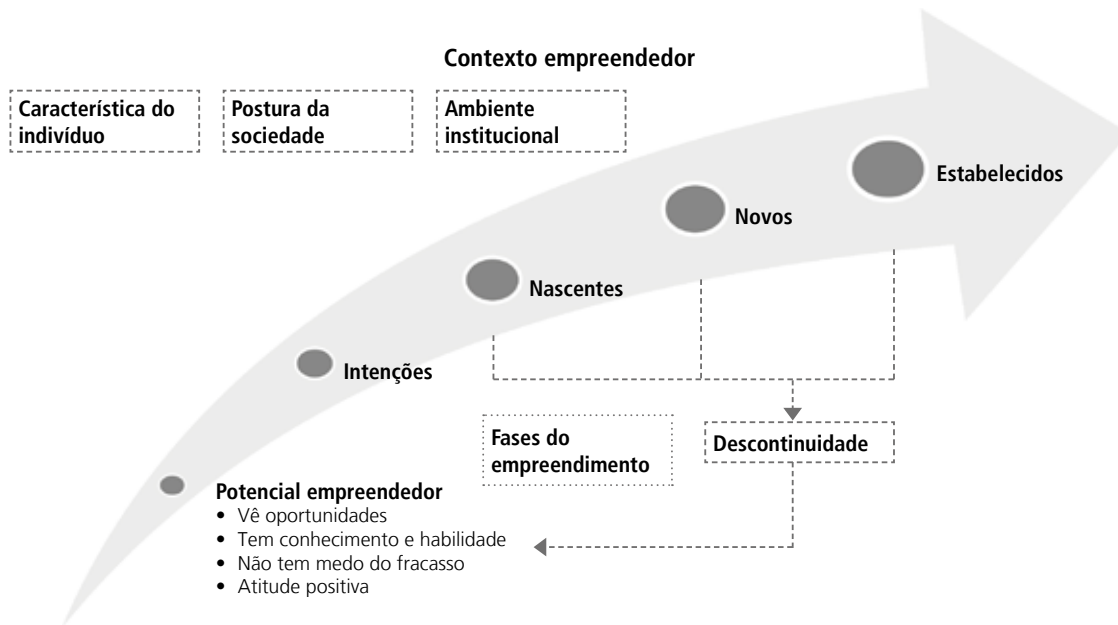 Contexto empreendedor
Característica do
indivíduo
Postura da
sociedade
Ambiente
institucional
Estabelecidos
Novos
Nascentes
Intenções
Fases do
empreendimento
Descontinuidade
Potencial empreendedor
• Vê oportunidades
• Tem conhecimento e habilidade
• Não tem medo do fracasso
• Atitude positiva